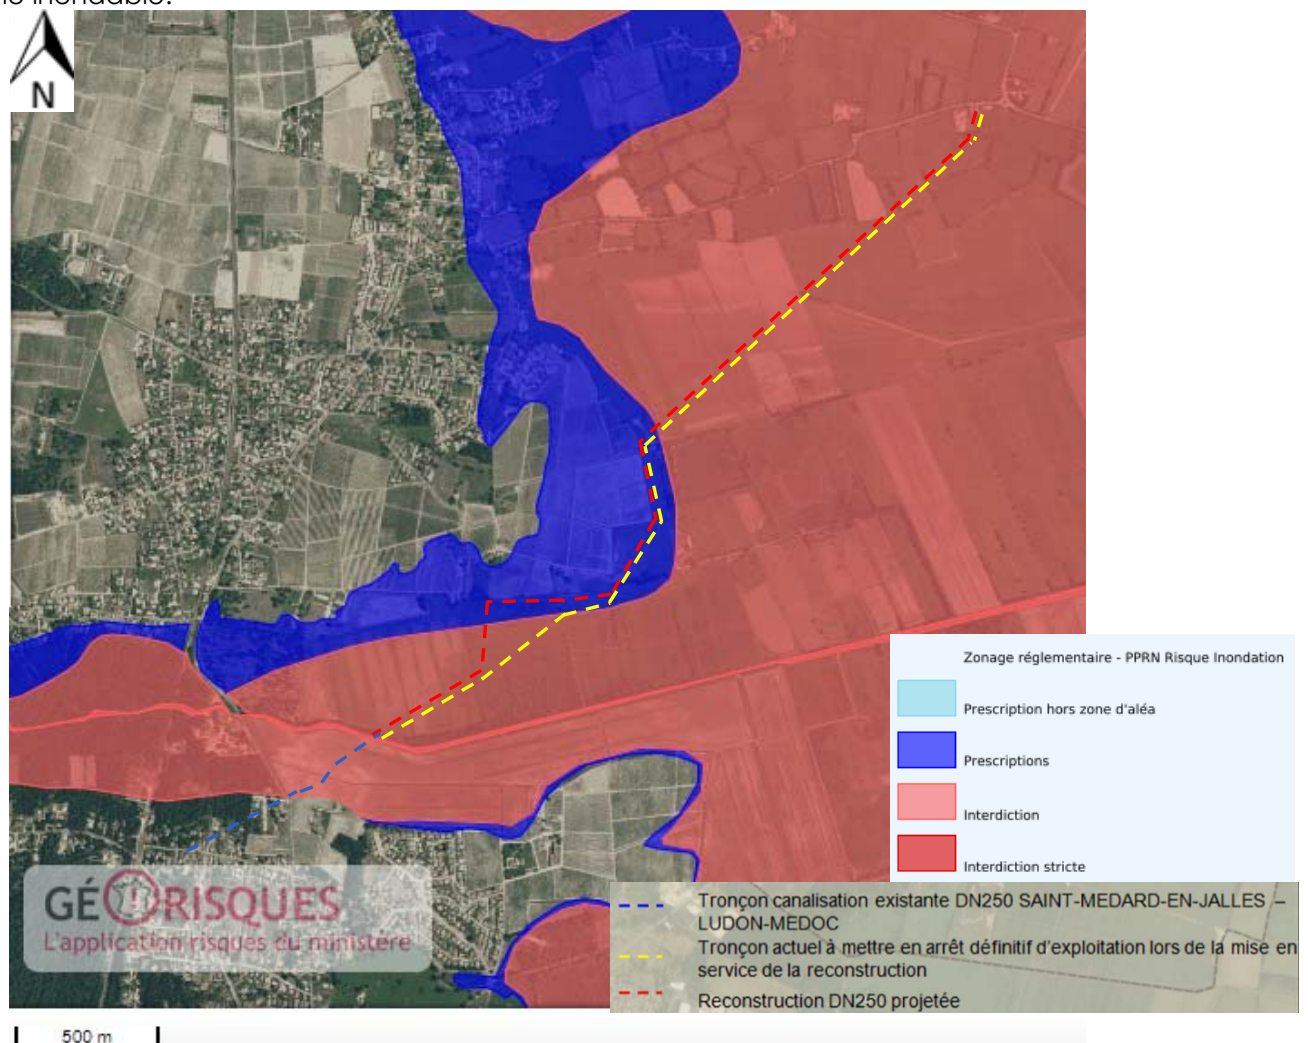 inondable.
N
Zonage réglementaire - PPRN Risque Inondation
Prescription hors zone d'aléa
Prescriptions
Interdiction
Interdiction stricte
GÉORISQUES
L'application risques du ministère
Tronçon canalisation existante DN250 SAINT-MEDARD-EN-JALLES –
LUDON-MEDOC
Tronçon actuel à mettre en arrêt définitif d'exploitation lors de la mise en
service de la reconstruction
Reconstruction DN250 projetée
500 m